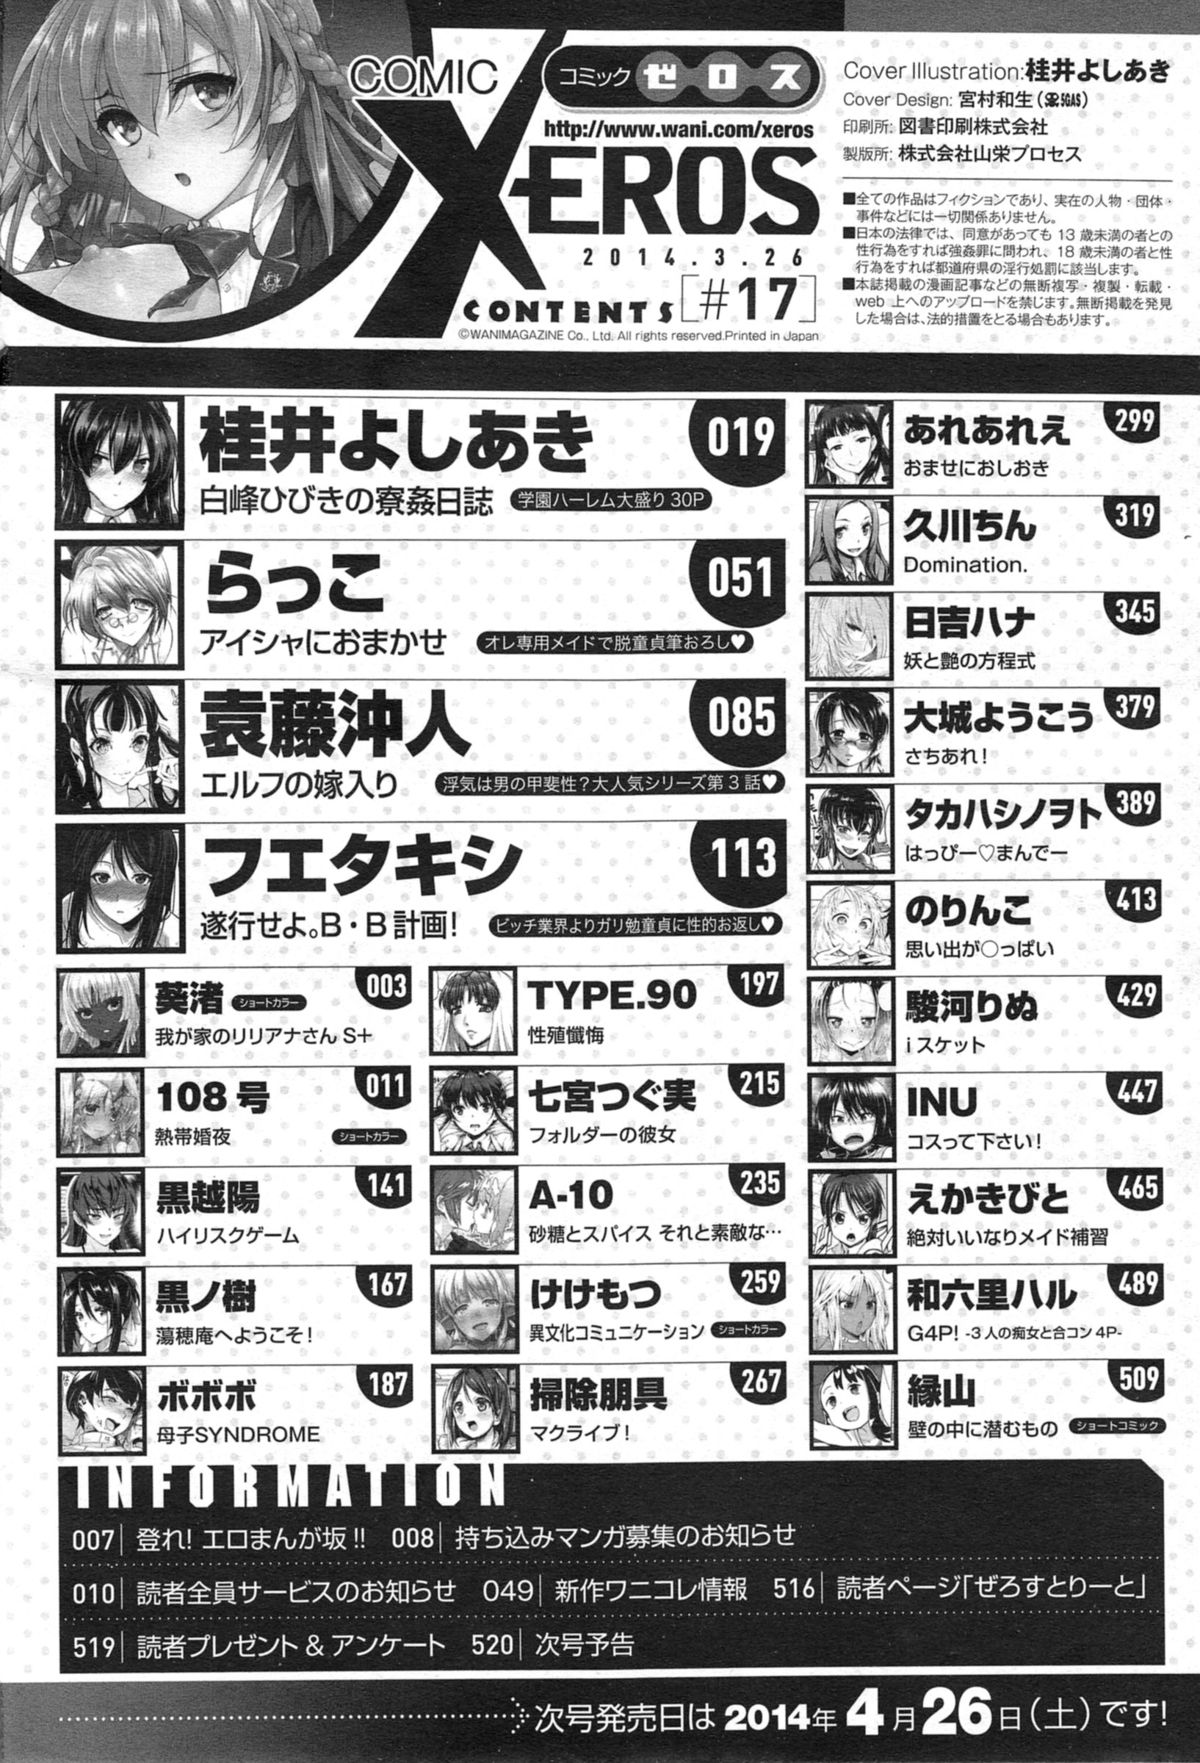 COMIC
XEROS
コミック ゼロス
http://www.wani.com/xeros
2014.3.26
CONTENTS [#17]
©WANIMAGAZINE Co., Ltd. All rights reserved.Printed in Japan
Cover Illustration:桂井よしあき
Cover Design: 宮村和生(5GAS)
印刷所: 図書印刷株式会社
製版所: 株式会社山栄プロセス
■全ての作品はフィクションであり、実在の人物・団体・
事件などには一切関係ありません。
■日本の法律では、同意があっても 13 歳未満の者との
性行為をすれば強姦罪に問われ、18 歳未満の者と性
行為をすれば都道府県の淫行処罰に該当します。
■本誌掲載の漫画記事などの無断複写・複製・転載・
web 上へのアップロードを禁じます。無断掲載を発見
した場合は、法的措置をとる場合もあります。
桂井よしあき 019
白峰ひびきの寮姦日誌 学園ハーレム大盛り30P
らっこ 051
アイシャにおまかせ オレ専用メイドで脱童貞筆おろし♥
袁藤沖人 085
エルフの嫁入り 浮気は男の甲斐性?大人気シリーズ第3話♥
フエタキシ 113
遂行せよ。B・B計画! ビッチ業界よりガリ勉童貞に性的お返し♥
葵渚 ショートカラー 003
我が家のリリアナさん S+
108号 011
熱帯婚夜 ショートカラー
黒越陽 141
ハイリスクゲーム
黒ノ樹 167
蕩穂庵へようこそ!
ボボボ 187
母子SYNDROME
TYPE.90 197
性殖懺悔
七宮つぐ実 215
フォルダーの彼女
A-10 235
砂糖とスパイス それと素敵な…
けけもつ 259
異文化コミュニケーション ショートカラー
掃除朋具 267
マクライブ!
あれあれえ 299
おませにおしおき
久川ちん 319
Domination.
日吉ハナ 345
妖と艶の方程式
大城ようこう 379
さちあれ!
タカハシノヲト 389
はっぴー♡まんでー
のりんこ 413
思い出が○っぱい
駿河りぬ 429
iスケット
INU 447
コスって下さい!
えかきびと 465
絶対いいなりメイド補習
和六里ハル 489
G4P! -3人の痴女と合コン4P-
縁山 509
壁の中に潜むもの ショートコミック
INFORMATION
007 登れ! エロまんが坂!! 008 持ち込みマンガ募集のお知らせ
010 読者全員サービスのお知らせ 049 新作ワニコレ情報 516 読者ページ「ぜろすとりーと」
519 読者プレゼント & アンケート 520 次号予告
次号発売日は 2014年 4月26日(土)です!